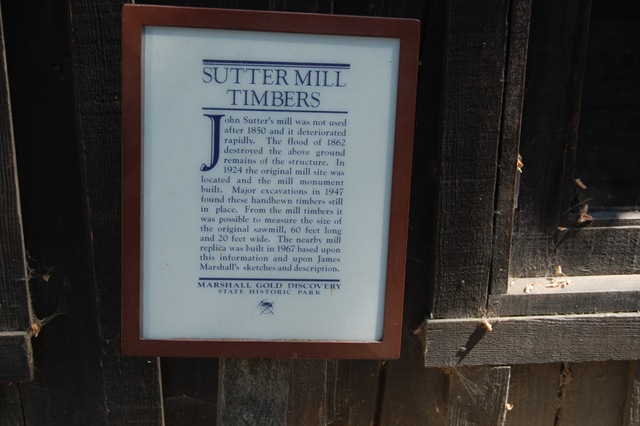 SUTTER MILL
TIMBERS
John Sutter's mill was not used
after 1850 and it deteriorated
rapidly. The flood of 1862
destroyed the above ground
remains of the structure. In
1924 the original mill site was
located and the mill monument
built. Major excavations in 1947
found these handhewn timbers still
in place. From the mill timbers it
was possible to measure the size of
the original sawmill, 60 feet long
and 20 feet wide. The nearby mill
replica was built in 1967 based upon
this information and upon James
Marshall's sketches and description.
MARSHALL GOLD DISCOVERY
STATE HISTORIC PARK